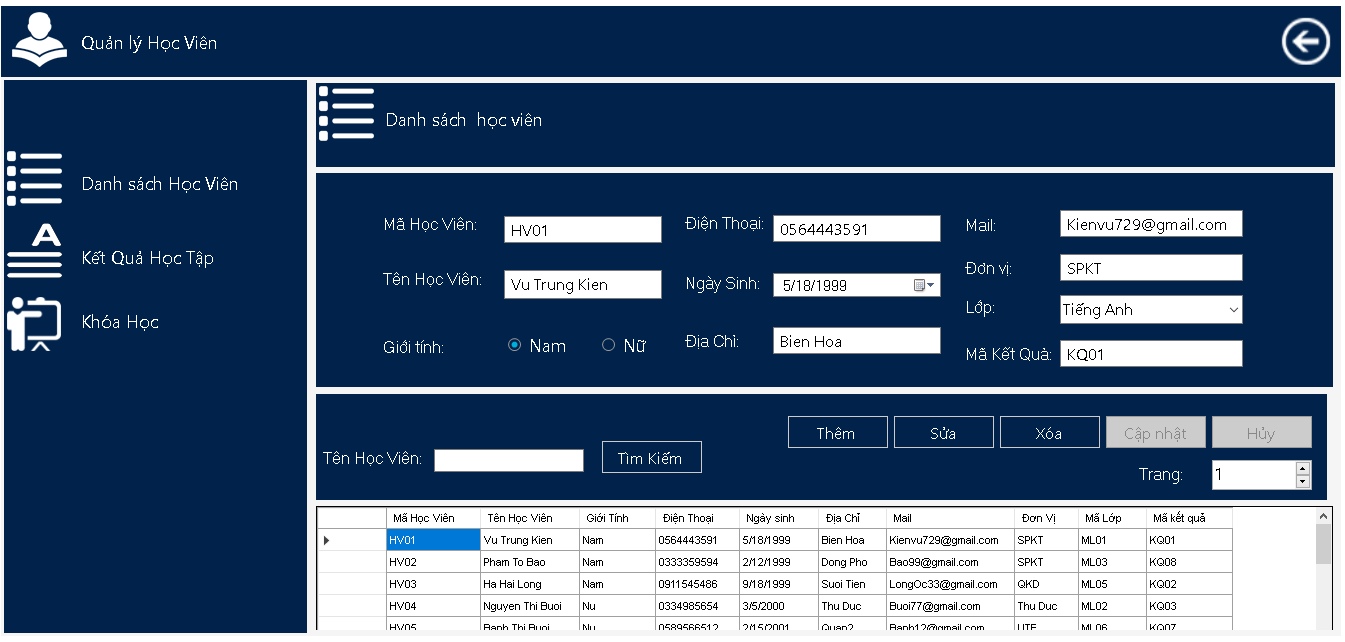 Quản lý Học Viên
Danh sách học viên
Danh sách Học Viên
Kết Quả Học Tập
Khóa Học
Mã Học Viên: HV01 Điện Thoại: 0564443591 Mail: Kienvu729@gmail.com
Tên Học Viên: Vu Trung Kien Ngày Sinh: 5/18/1999 Đơn vị: SPKT
Lớp: Tiếng Anh
Giới tính: Nam Nữ Địa Chỉ: Bien Hoa Mã Kết Quả: KQ01
Thêm Sửa Xóa Cập nhật Hủy
Tên Học Viên: Tìm Kiếm
Trang: 1
Mã Học Viên Tên Học Viên Giới Tính Điện Thoại Ngày sinh Địa Chỉ Mail Đơn Vị Mã Lớp Mã kết quả
HV01 Vu Trung Kien Nam 0564443591 5/18/1999 Bien Hoa Kienvu729@gmail.com SPKT ML01 KQ01
HV02 Pham To Bao Nam 0333359594 2/12/1999 Dong Pho Bao99@gmail.com SPKT ML03 KQ08
HV03 Ha Hai Long Nam 0911545486 9/18/1999 Suoi Tien LongOc33@gmail.com QKD ML05 KQ02
HV04 Nguyen Thi Buoi Nu 0334985654 3/5/2000 Thu Duc Buoi77@gmail.com Thu Duc ML02 KQ03
HV05 Banh Thi Buoi Nu 0589566512 2/15/2001 Quan2 Banh12@gmail.com UTE ML06 KQ07